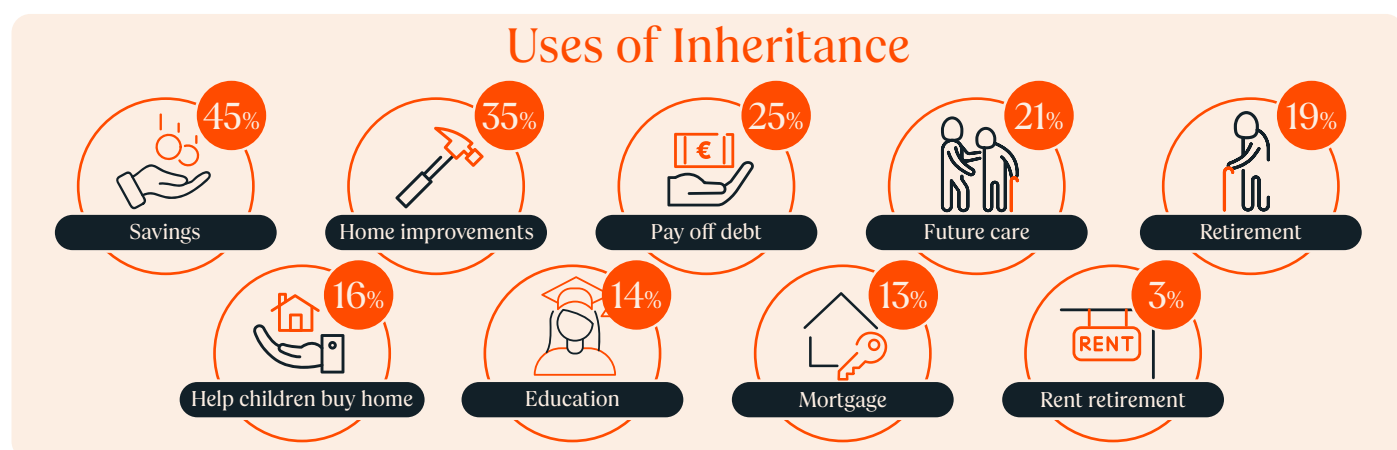 Uses of Inheritance
45%
35%
25%
21%
19%
€
Savings
Home improvements
Pay off debt
Future care
Retirement
16%
14%
13%
3%
RENT
Help children buy home
Education
Mortgage
Rent retirement